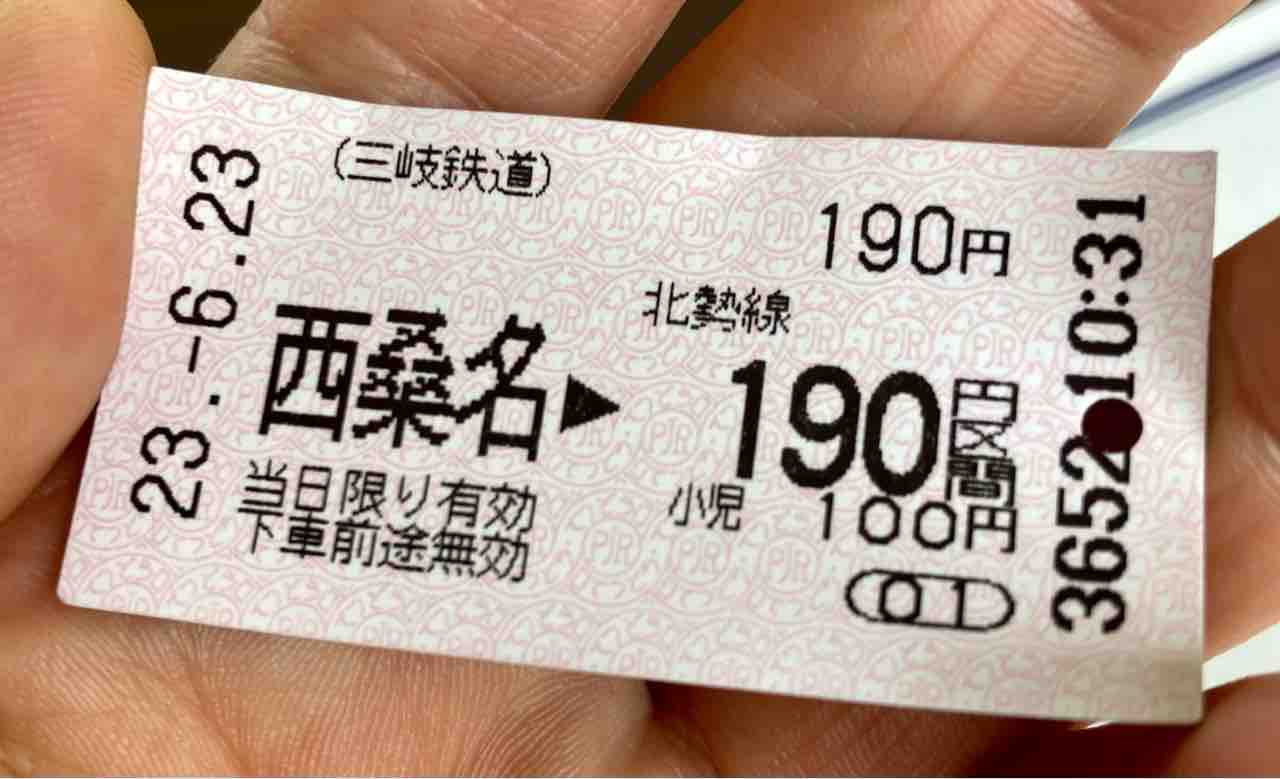 (三岐鉄道)
190円
北勢線
西桑名▶
190円区間
当日限り有効
小児 100円
下車前途無効
01
23.-6.23
3652 10:31